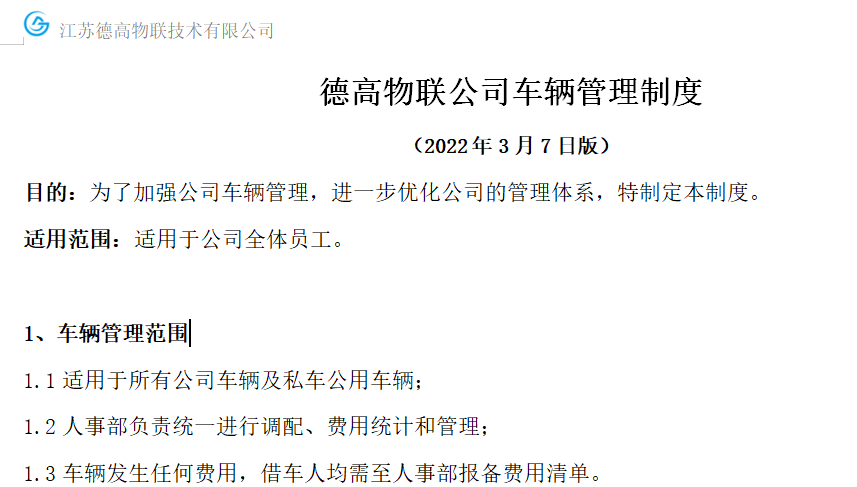 江苏德高物联技术有限公司
德高物联公司车辆管理制度
（2022年3月7日版）
目的：为了加强公司车辆管理，进一步优化公司的管理体系，特制定本制度。
适用范围：适用于公司全体员工。
1、车辆管理范围
1.1 适用于所有公司车辆及私车公用车辆；
1.2 人事部负责统一进行调配、费用统计和管理；
1.3 车辆发生任何费用，借车人均需至人事部报备费用清单。